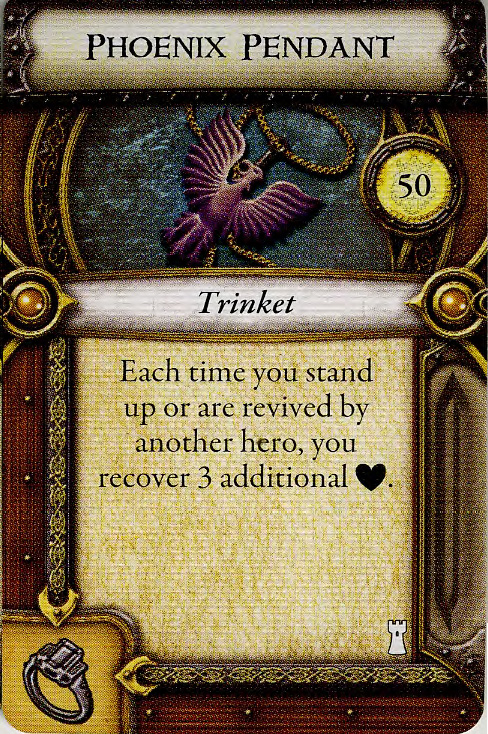 Phoenix Pendant
50
Trinket
Each time you stand
up or are revived by
another hero, you
recover 3 additional ♥.